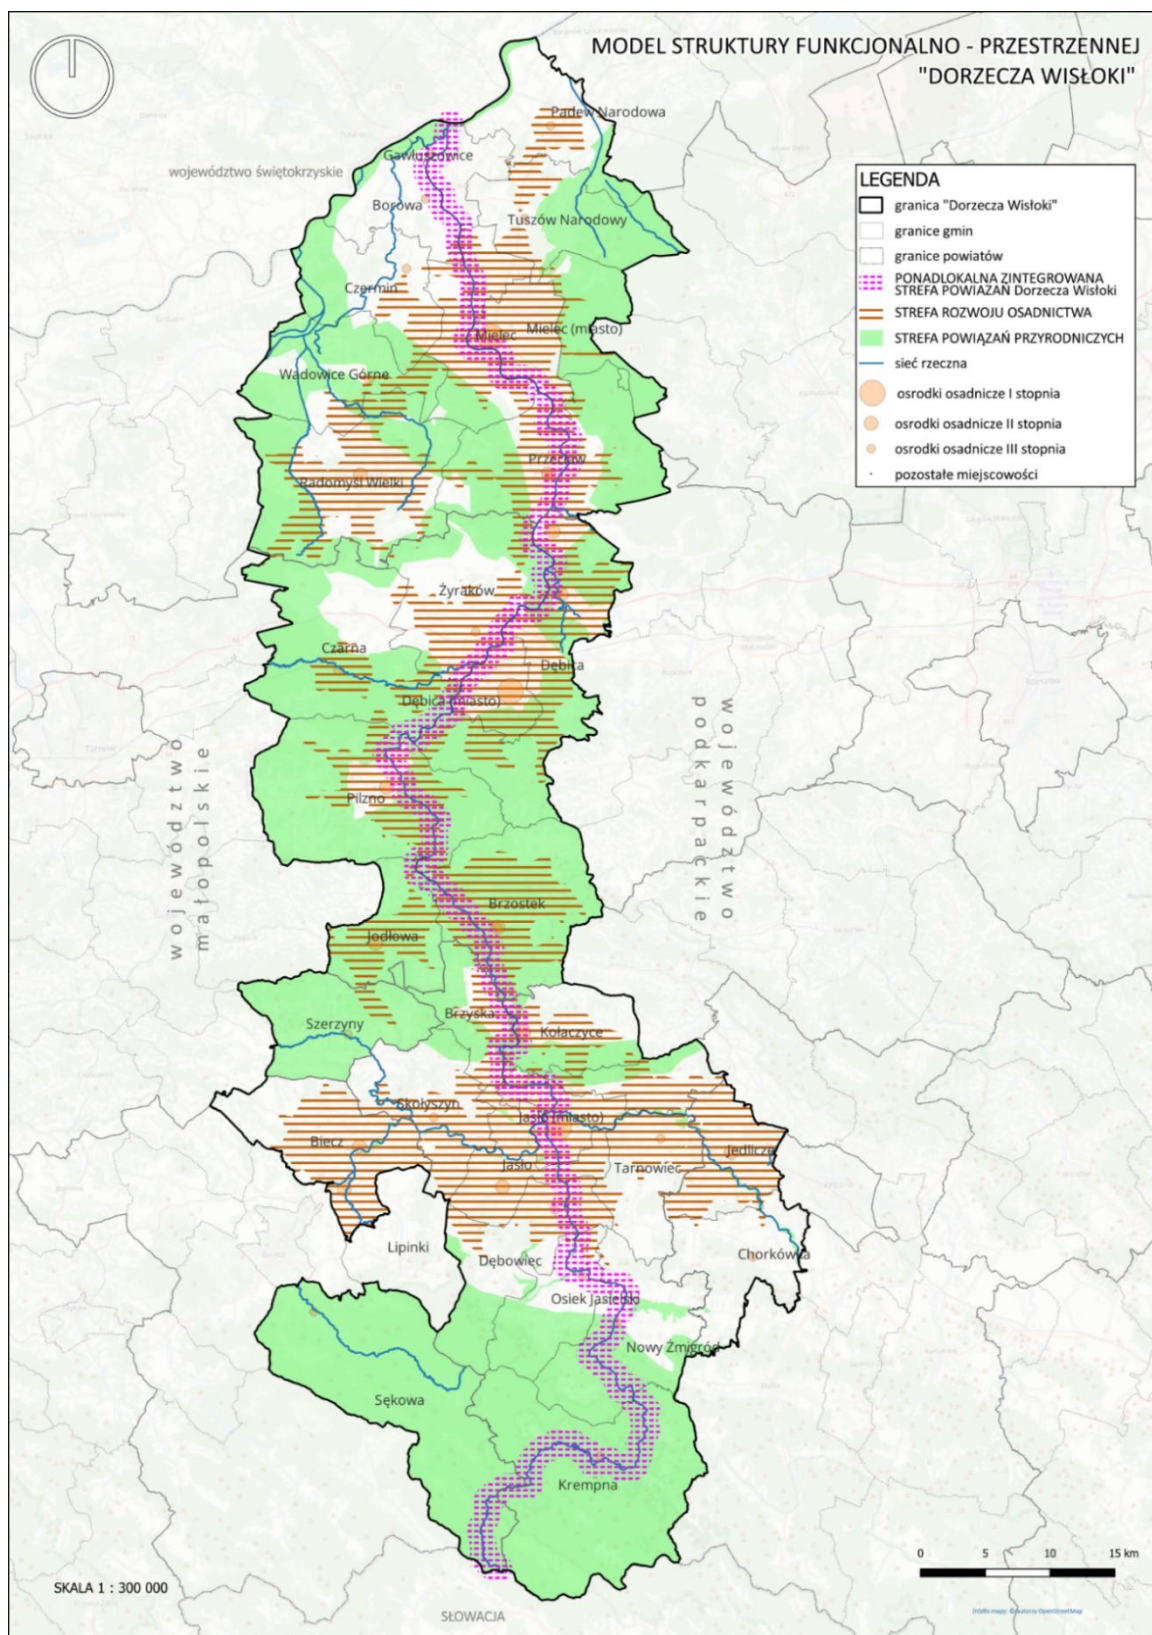 MODEL STRUKTURY FUNKCJONALNO - PRZESTRZENNEJ
"DORZECZA WISŁOKI"
LEGENDA
granica "Dorzecza Wisłoki"
granice gmin
granice powiatów
PONADLOKALNA ZINTEGROWANA
STREFA POWIAZAŃ Dorzecza Wisłoki
STREFA ROZWOJU OSADNICTWA
STREFA POWIĄZAŃ PRZYRODNICZYCH
sieć rzeczna
osrodki osadnicze I stopnia
osrodki osadnicze II stopnia
osrodki osadnicze III stopnia
pozostałe miejscowości
Padew Narodowa
Gawłuszowice
województwo świętokrzyskie
Borowa
Tuszów Narodowy
Czermin
Mielec
Mielec (miasto)
Wadowice Górne
Przecław
Radomyśl Wielki
Żyraków
Czarna
Dębica
Dębica (miasto)
województwo
małopolskie
województwo
podkarpackie
Pilzno
Brzostek
Jodłowa
Brzyska
Szerzyny
Kołaczyce
Skołyszyn
Jasło (miasto)
Biecz
Jasło
Tarnowiec
Jedlicze
Lipinki
Dębowiec
Chorkówka
Osiek Jasielski
Nowy Żmigród
Sękowa
Krempna
SKALA 1 : 300 000
0 5 10 15 km
SŁOWACJA
źródło mapy: © autorzy OpenStreetMap